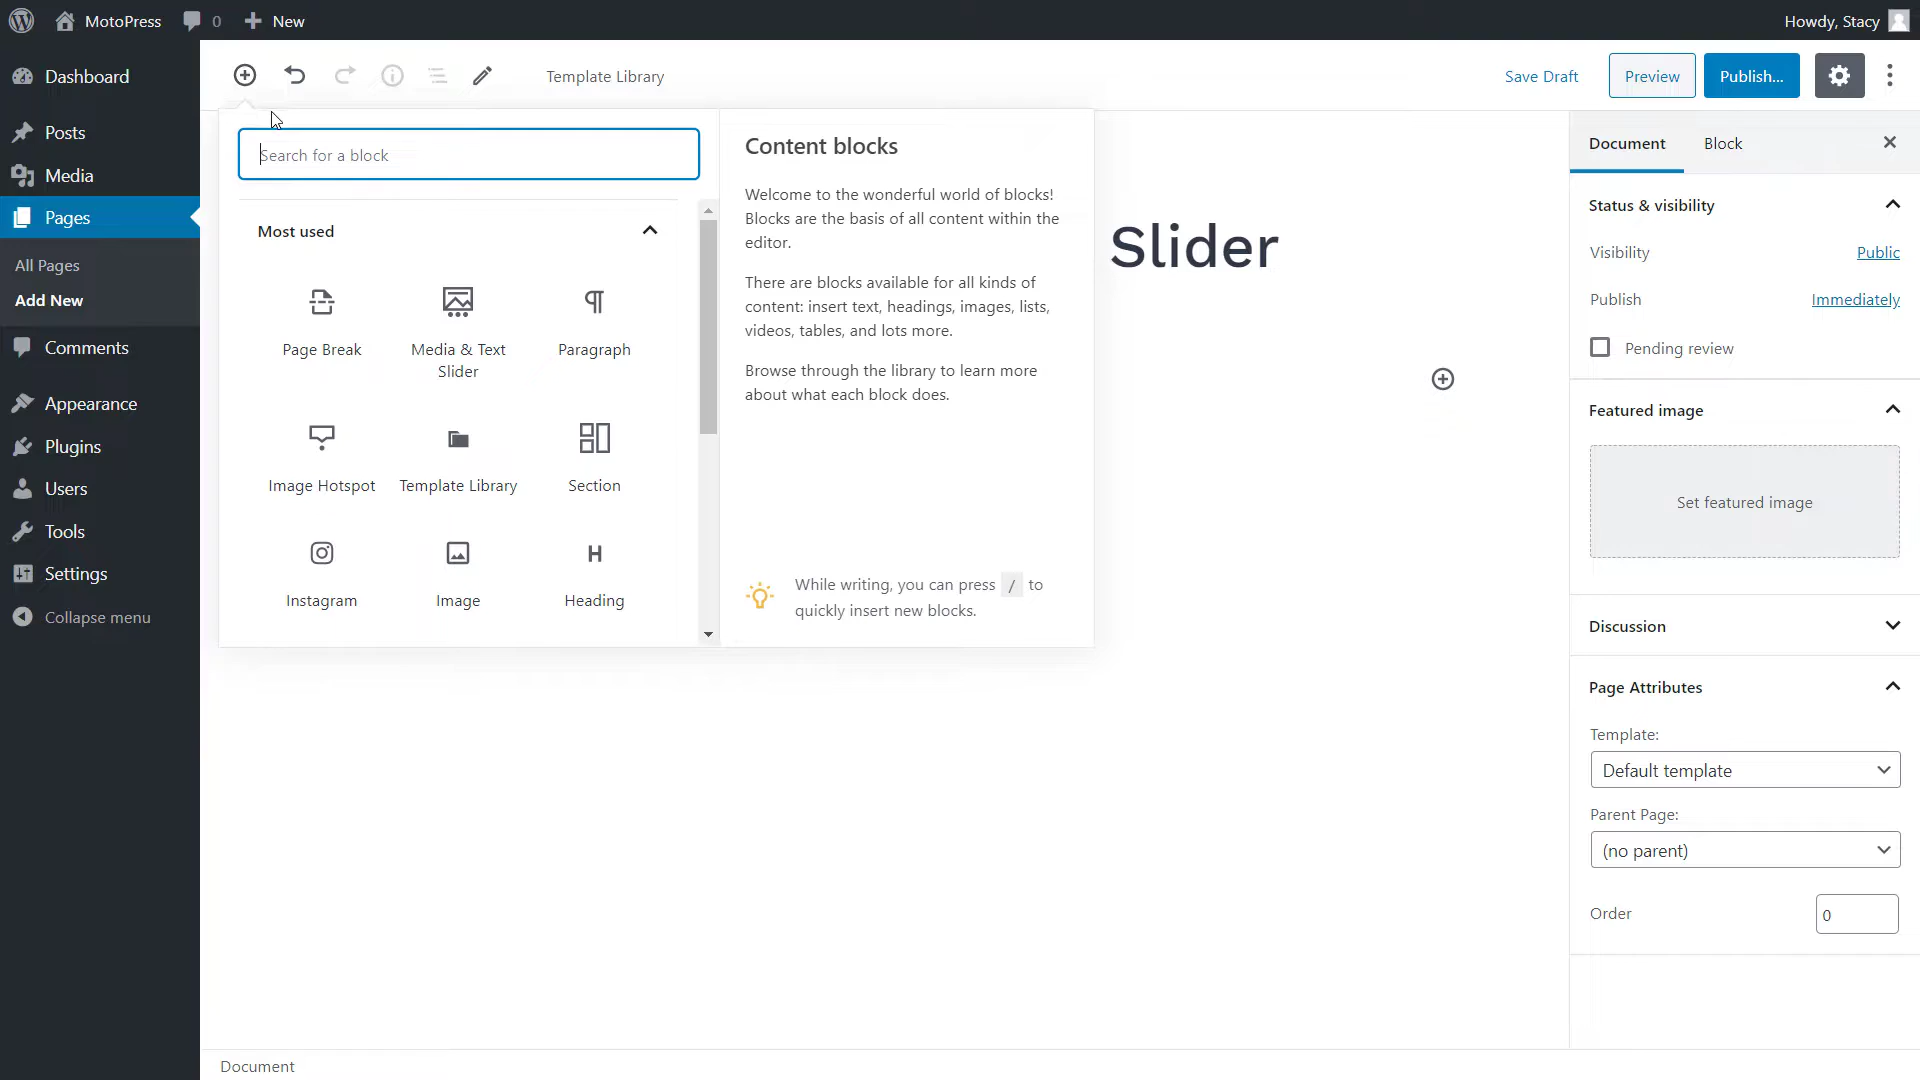 MotoPress
0
New
Howdy, Stacy
Dashboard
Posts
Media
Pages
All Pages
Add New
Comments
Appearance
Plugins
Users
Tools
Settings
Collapse menu
Template Library
Save Draft
Preview
Publish...
Search for a block
Most used
Page Break
Media & Text
Slider
Paragraph
Image Hotspot
Template Library
Section
Instagram
Image
Heading
Content blocks
Welcome to the wonderful world of blocks!
Blocks are the basis of all content within the
editor.
There are blocks available for all kinds of
content: insert text, headings, images, lists,
videos, tables, and lots more.
Browse through the library to learn more
about what each block does.
While writing, you can press / to
quickly insert new blocks.
Slider
Document
Block
Status & visibility
Visibility
Public
Publish
Immediately
Pending review
Featured image
Set featured image
Discussion
Page Attributes
Template:
Default template
Parent Page:
(no parent)
Order
0
Document